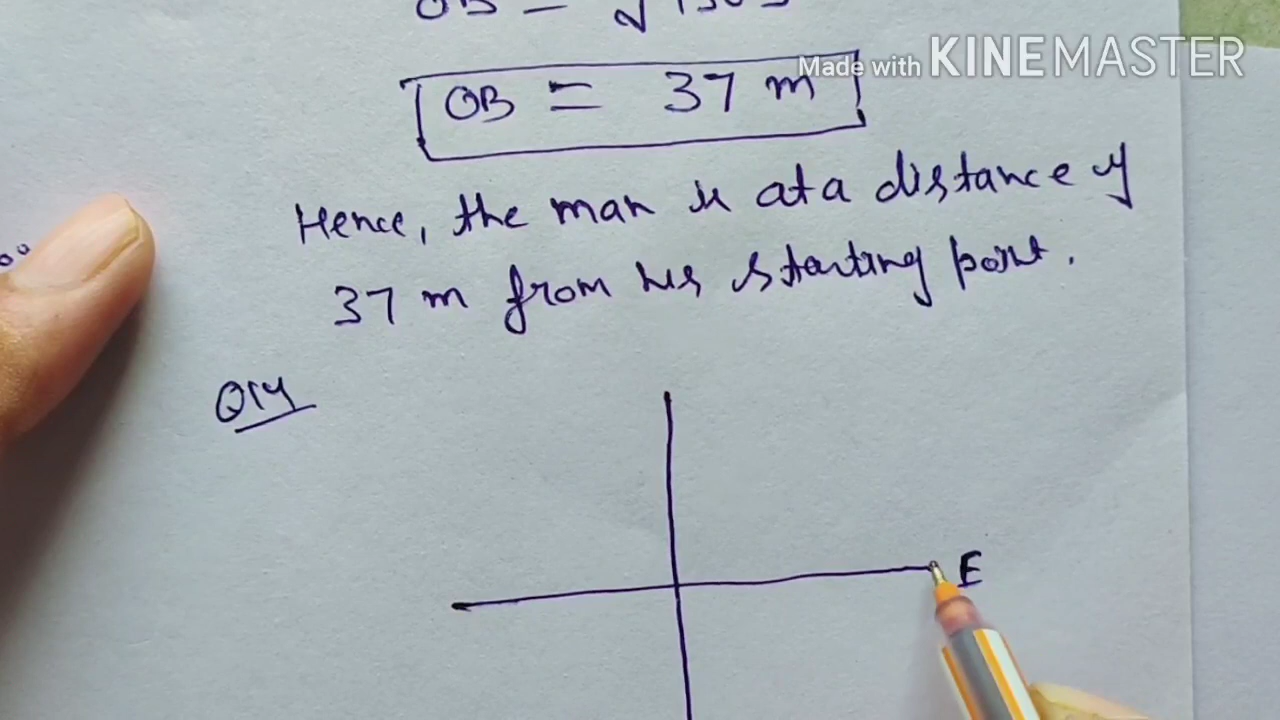 Made with KINEMASTER
OB = 37 m
Hence, the man is at a distance of
37 m from his starting point.
Q14
E